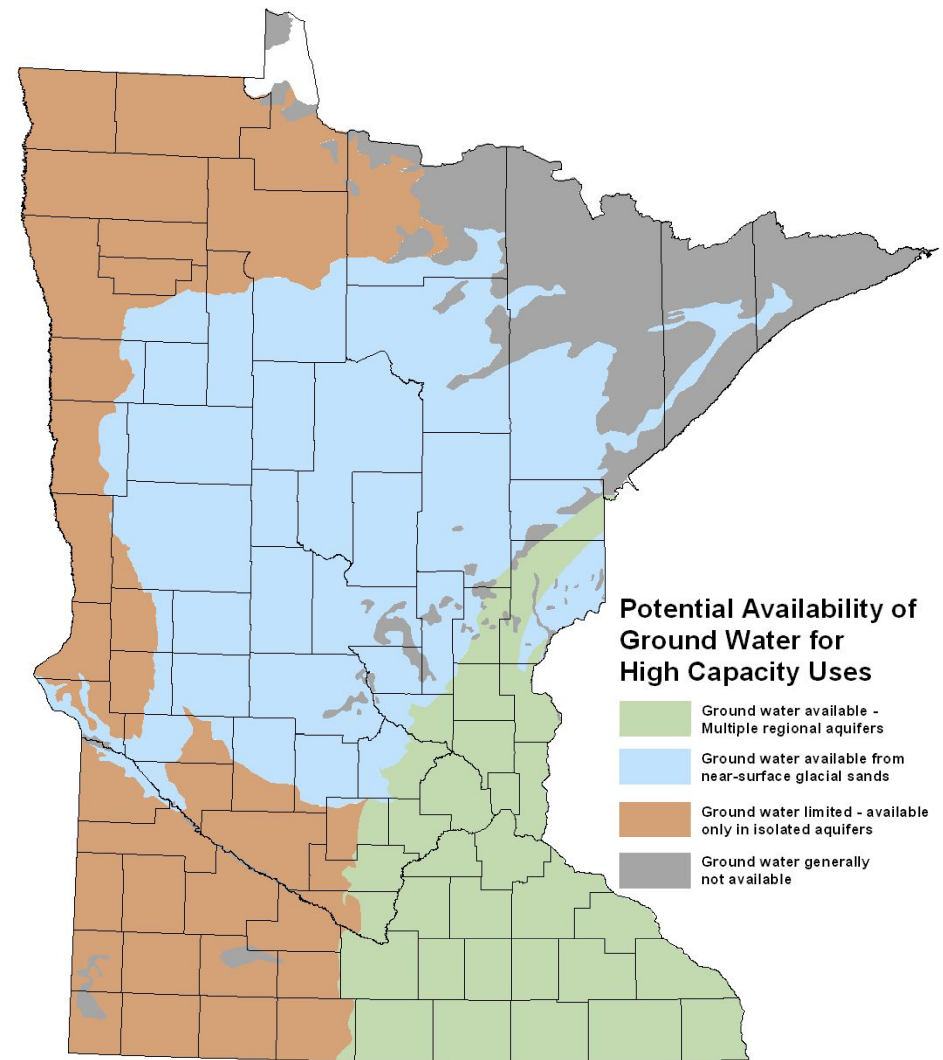 Potential Availability of
Ground Water for
High Capacity Uses
Ground water available -
Multiple regional aquifers
Ground water available from
near-surface glacial sands
Ground water limited - available
only in isolated aquifers
Ground water generally
not available